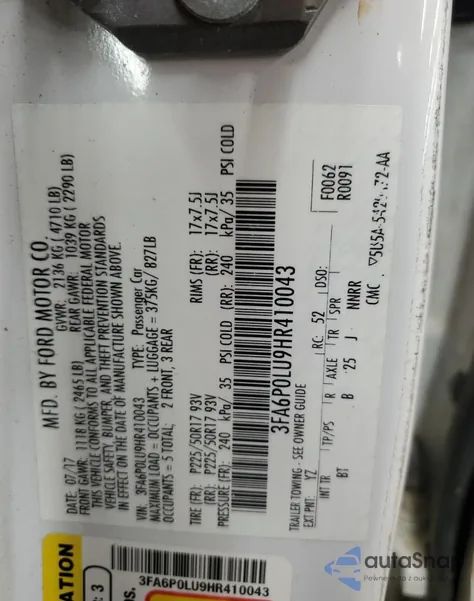 MFD. BY FORD MOTOR CO.
DATE: 07/17 GVWR: 2136 KG ( 4710 LB)
FRONT GAWR: 1118 KG ( 2465 LB) REAR GAWR: 1039 KG ( 2290 LB)
THIS VEHICLE CONFORMS TO ALL APPLICABLE FEDERAL MOTOR
VEHICLE SAFETY, BUMPER, AND THEFT PREVENTION STANDARDS
IN EFFECT ON THE DATE OF MANUFACTURE SHOWN ABOVE.
VIN: 3FA6P0LU9HR410043 TYPE: Passenger Car
MAXIMUM LOAD = OCCUPANTS + LUGGAGE = 375KG/ 827LB
OCCUPANTS = 5 TOTAL: 2 FRONT, 3 REAR
TIRE (FR): P225/50R17 93V RIMS (FR): 17x7.5J
(RR): P225/50R17 93V (RR): 17x7.5J
PRESSURE (FR): 240 kPa/ 35 PSI COLD (RR): 240 kPa/ 35 PSI COLD
3FA6P0LU9HR410043
TRAILER TOWING - SEE OWNER GUIDE
F0062
R0091
EXT PNT: YZ RC: 52 DSO:
INT TR TP/PS R AXLE TR SPR
BT B 25 J NNRR
CMC
3FA6P0LU9HR410043
ATION
: 3
os.
autaSnap